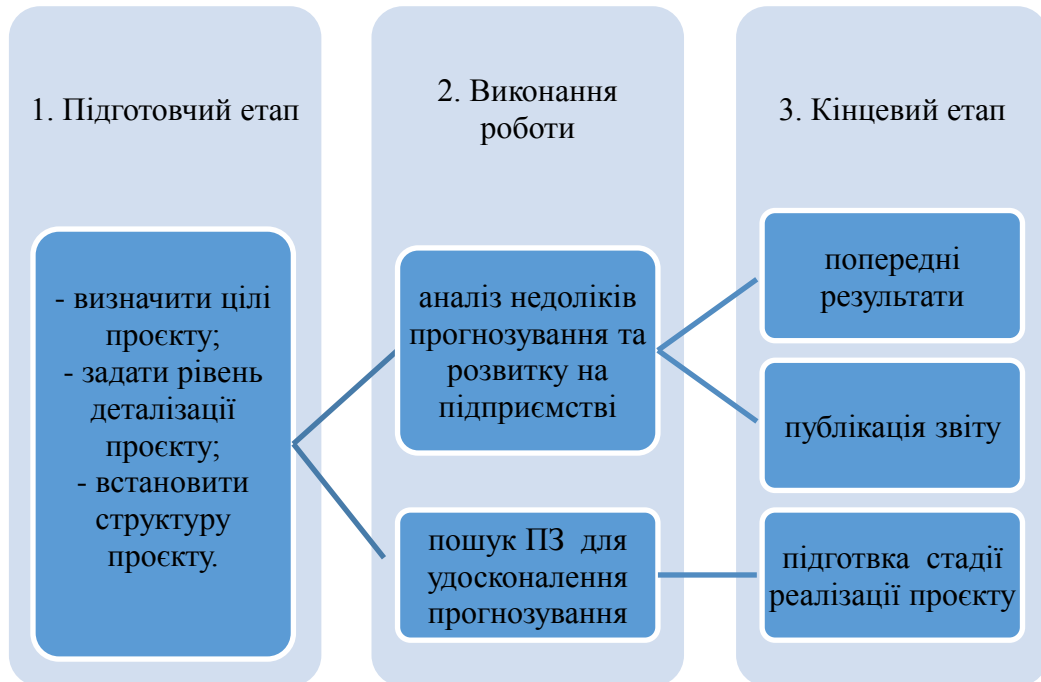 1. Підготовчий етап
- визначити цілі
проєкту;
- задати рівень
деталізації
проєкту;
- встановити
структуру
проєкту.
2. Виконання
роботи
аналіз недоліків
прогнозування та
розвитку на
підприємстві
пошук ПЗ для
удосконалення
прогнозування
3. Кінцевий етап
попередні
результати
публікація звіту
підготвка стадії
реалізації проєкту